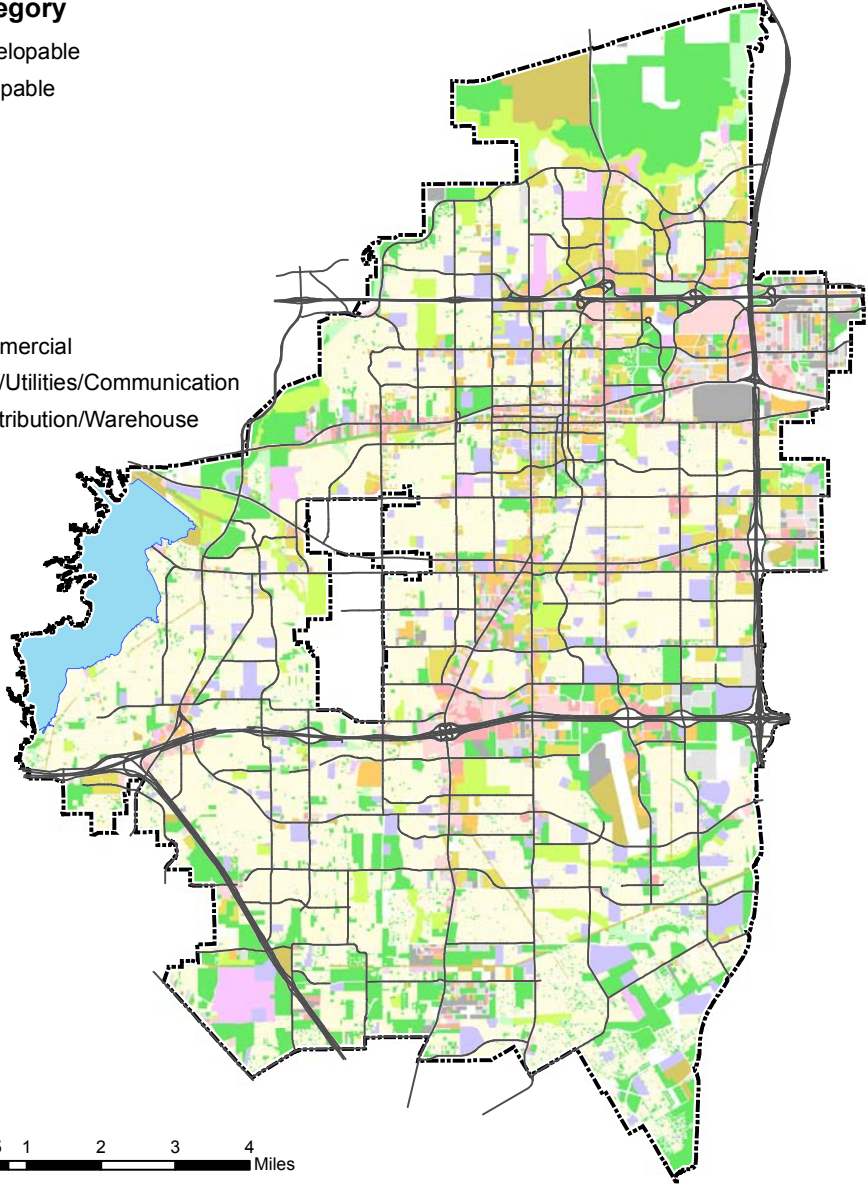 egory
elopable
pable
mercial
/Utilities/Communication
tribution/Warehouse
1 2 3 4
Miles